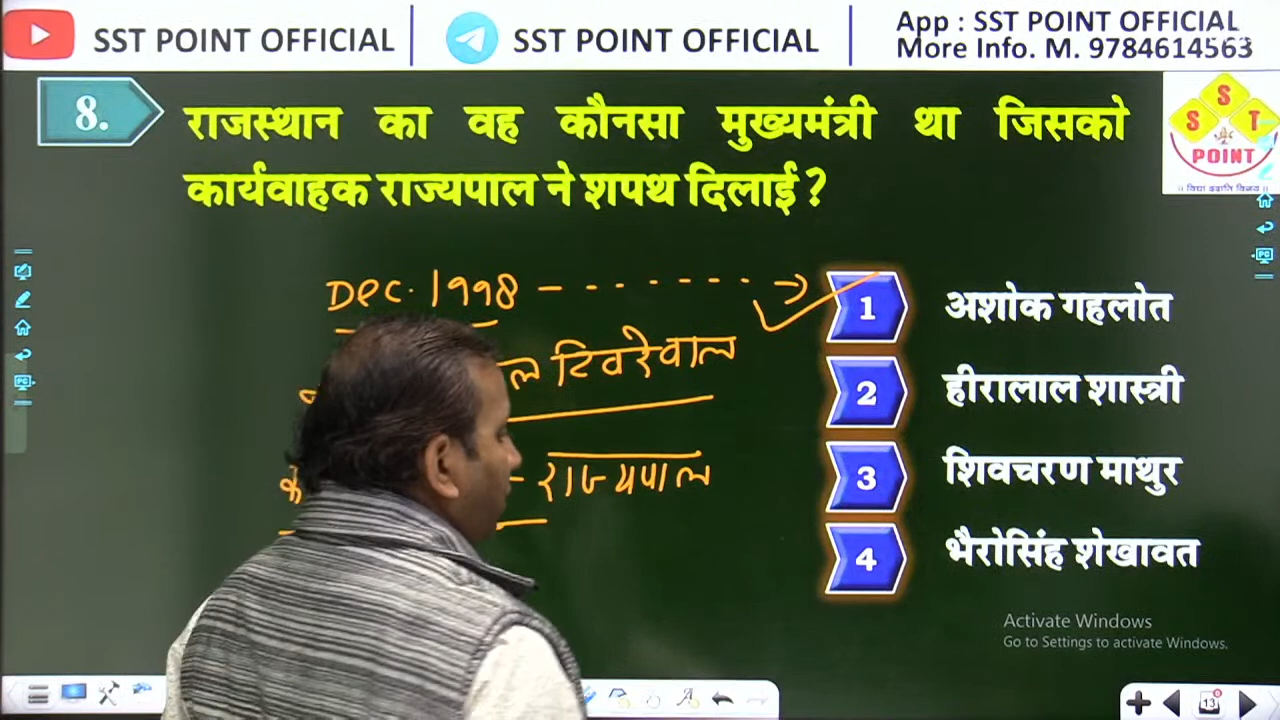 SST POINT OFFICIAL
SST POINT OFFICIAL
App : SST POINT OFFICIAL
More Info. M. 9784614563
8.
राजस्थान का वह कौनसा मुख्यमंत्री था जिसको
कार्यवाहक राज्यपाल ने शपथ दिलाई?
S
S T
POINT
Dec. 1998
टिबरेवाल
राज्यपाल
1 अशोक गहलोत
2 हीरालाल शास्त्री
3 शिवचरण माथुर
4 भैरोसिंह शेखावत
Activate Windows
Go to Settings to activate Windows.
13